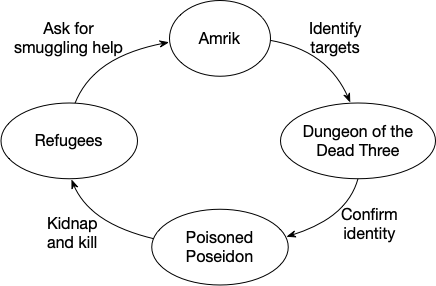 Ask for
smuggling help
Amrik
Identify
targets
Refugees
Dungeon of the
Dead Three
Kidnap
and kill
Poisoned
Poseidon
Confirm
identity